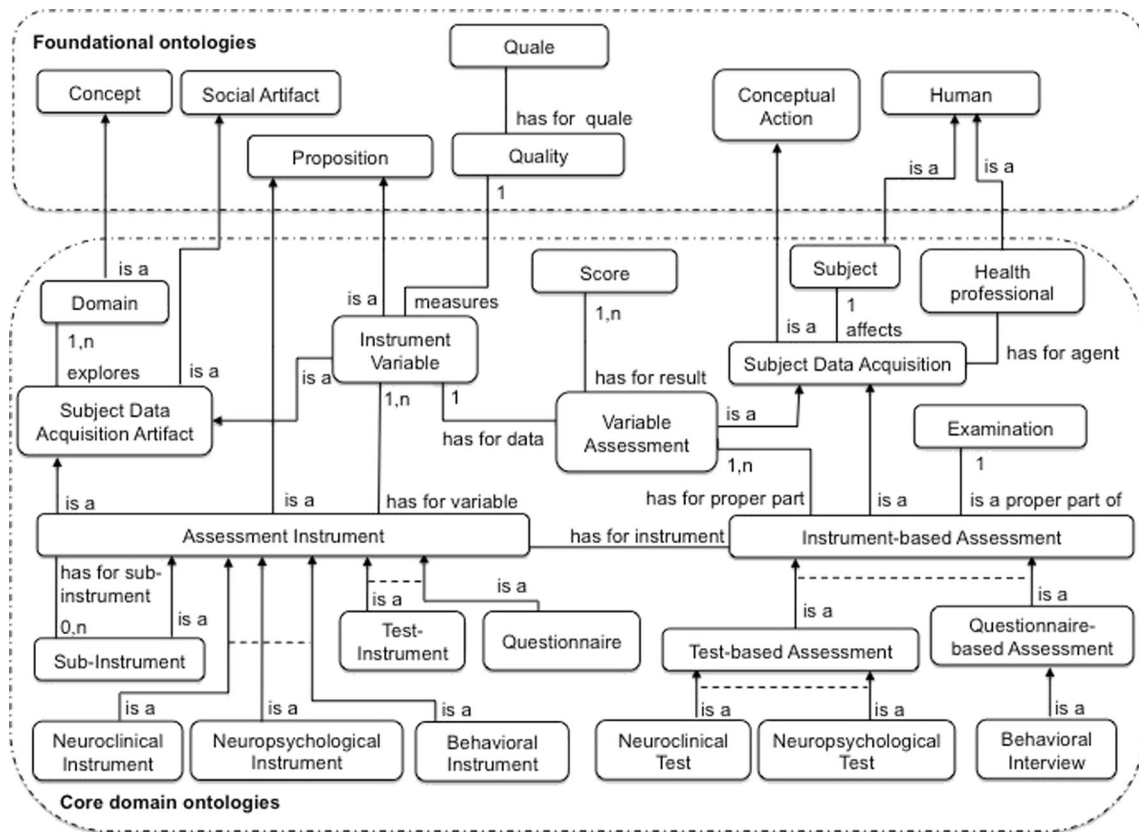 Foundational ontologies
Quale
Concept
Social Artifact
Conceptual
Action
Human
has for quale
Proposition
Quality
is a
is a
1
is a
Domain
is a
measures
Score
Subject
Health
professional
1,n
explores
is a
Instrument
Variable
1,n
is a
1
affects
is a
has for result
Subject Data Acquisition
has for agent
Subject Data
Acquisition Artifact
1,n
1
has for data
Variable
Assessment
is a
Examination
1,n
1
is a
is a
has for variable
has for proper part
is a
is a proper part of
Assessment Instrument
has for instrument
Instrument-based Assessment
has for sub-
instrument
is a
0,n
is a
is a
is a
is a
Sub-Instrument
Test-
Instrument
Questionnaire
Test-based Assessment
Questionnaire-
based Assessment
is a
is a
is a
is a
is a
is a
Neuroclinical
Instrument
Neuropsychological
Instrument
Behavioral
Instrument
Neuroclinical
Test
Neuropsychological
Test
Behavioral
Interview
Core domain ontologies